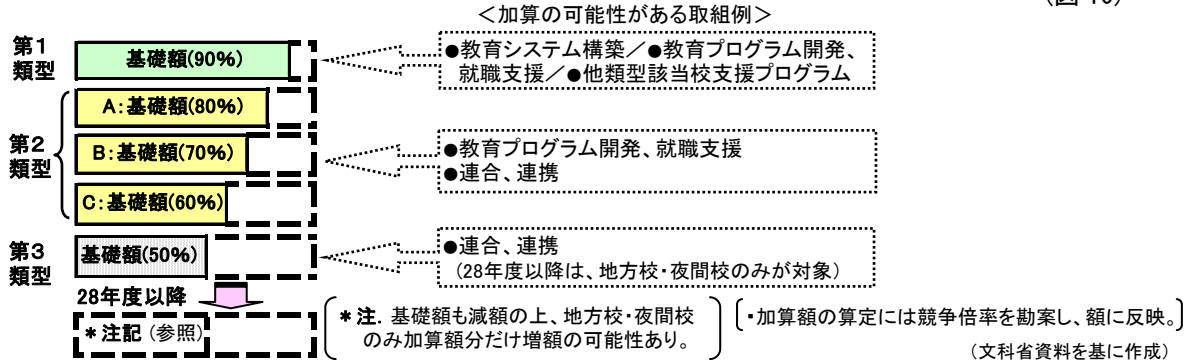 ＜加算の可能性がある取組例＞
第1
類型
基礎額(90%)
●教育システム構築／●教育プログラム開発、
就職支援／●他類型該当校支援プログラム
第2
類型
A:基礎額(80%)
B:基礎額(70%)
C:基礎額(60%)
●教育プログラム開発、就職支援
●連合、連携
第3
類型
基礎額(50%)
●連合、連携
(28年度以降は、地方校・夜間校のみが対象)
28年度以降
＊注記 (参照)
＊注. 基礎額も減額の上、地方校・夜間校
のみ加算額分だけ増額の可能性あり。
・加算額の算定には競争倍率を勘案し、額に反映。
(文科省資料を基に作成)